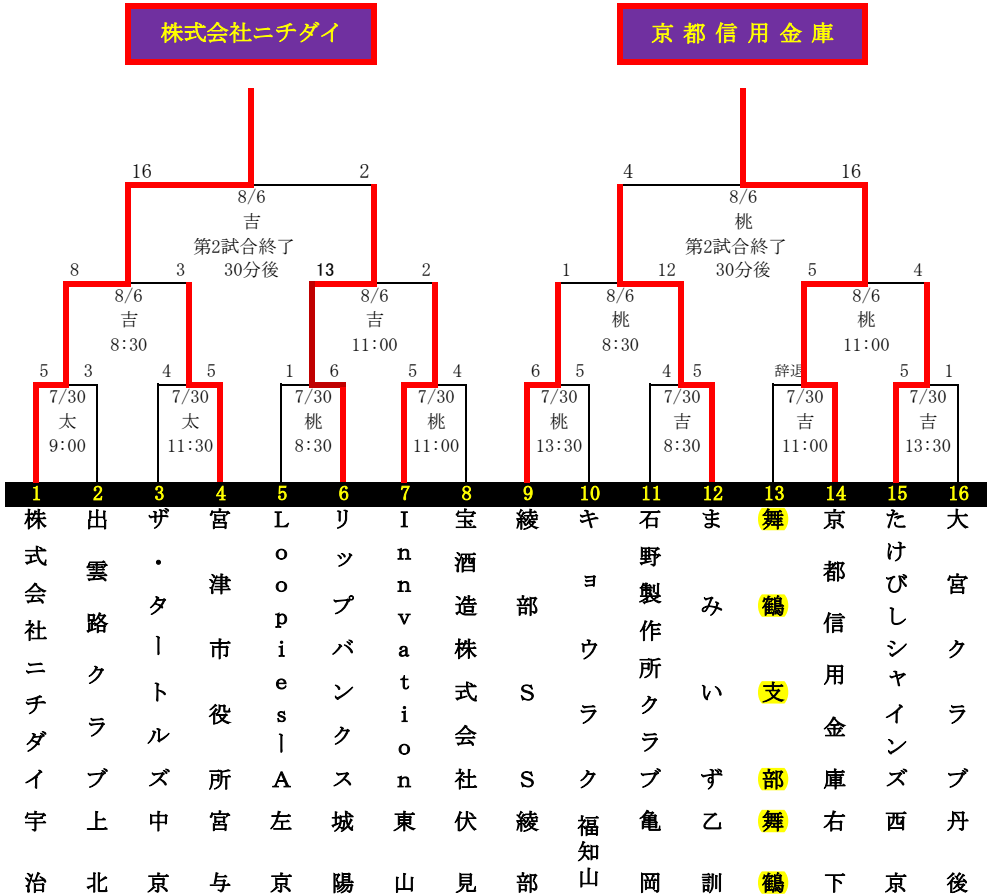 株式会社ニチダイ
京都信用金庫
16 2 4 16
8/6 8/6
吉 桃
第2試合終了 第2試合終了
30分後 30分後
8 3 13 2 1 12 5 4
8/6 8/6 8/6 8/6
吉 吉 桃 桃
8:30 11:00 8:30 11:00
5 3 4 5 1 6 5 4 6 5 4 5 辞退 5 1
7/30 7/30 7/30 7/30 7/30 7/30 7/30 7/30
太 太 桃 桃 桃 吉 吉 吉
9:00 11:30 8:30 11:00 13:30 8:30 11:00 13:30
1 2 3 4 5 6 7 8 9 10 11 12 13 14 15 16
株式会社ニチダイ
宇治
出雲路クラブ
上北
ザ・タートルズ
中京
宮津市役所
宮与
LoopiesーA
左京
リップバンクス
城陽
Innvation
東山
宝酒造株式会社
伏見
綾部SS
綾部
キョウラク
福知山
石野製作所クラブ
亀岡
まみいず
乙訓
舞鶴支部
舞鶴
京都信用金庫
右下
たけびしシャインズ
西京
大宮クラブ
丹後